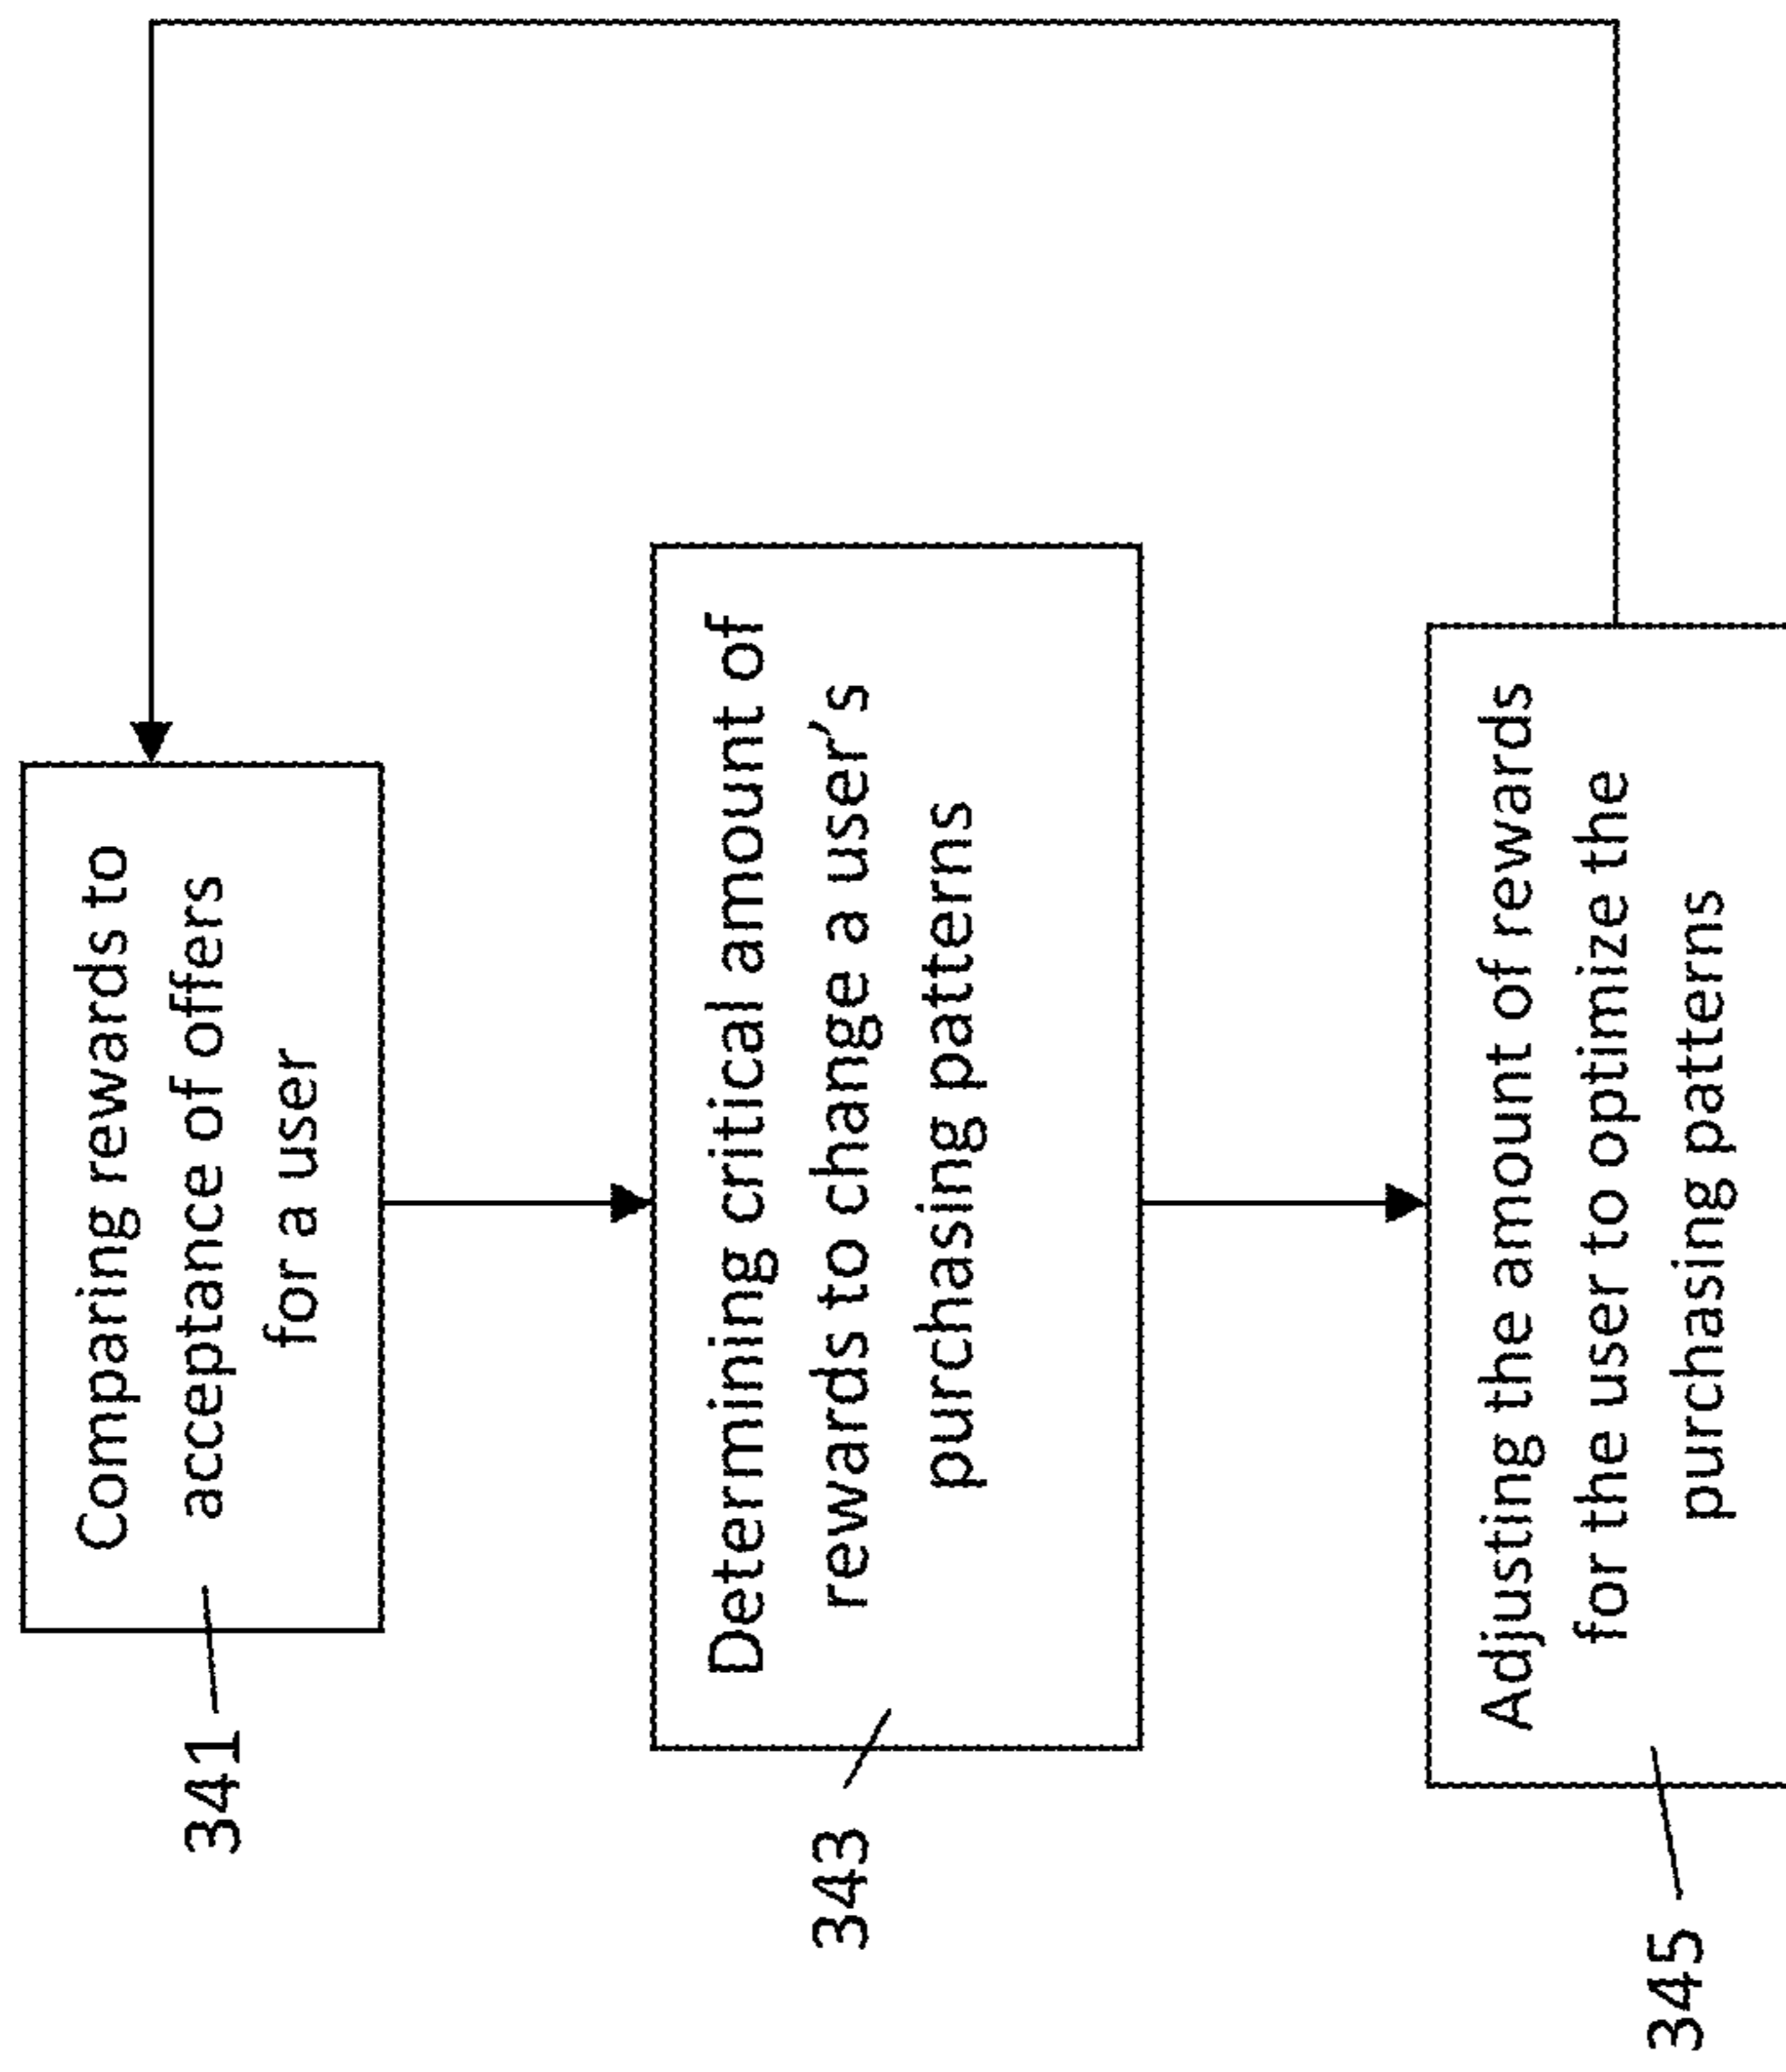 341
Comparing rewards to
acceptance of offers
for a user
343
Determining critical amount of
rewards to change a user's
purchasing patterns
345
Adjusting the amount of rewards
for the user to optimize the
purchasing patterns